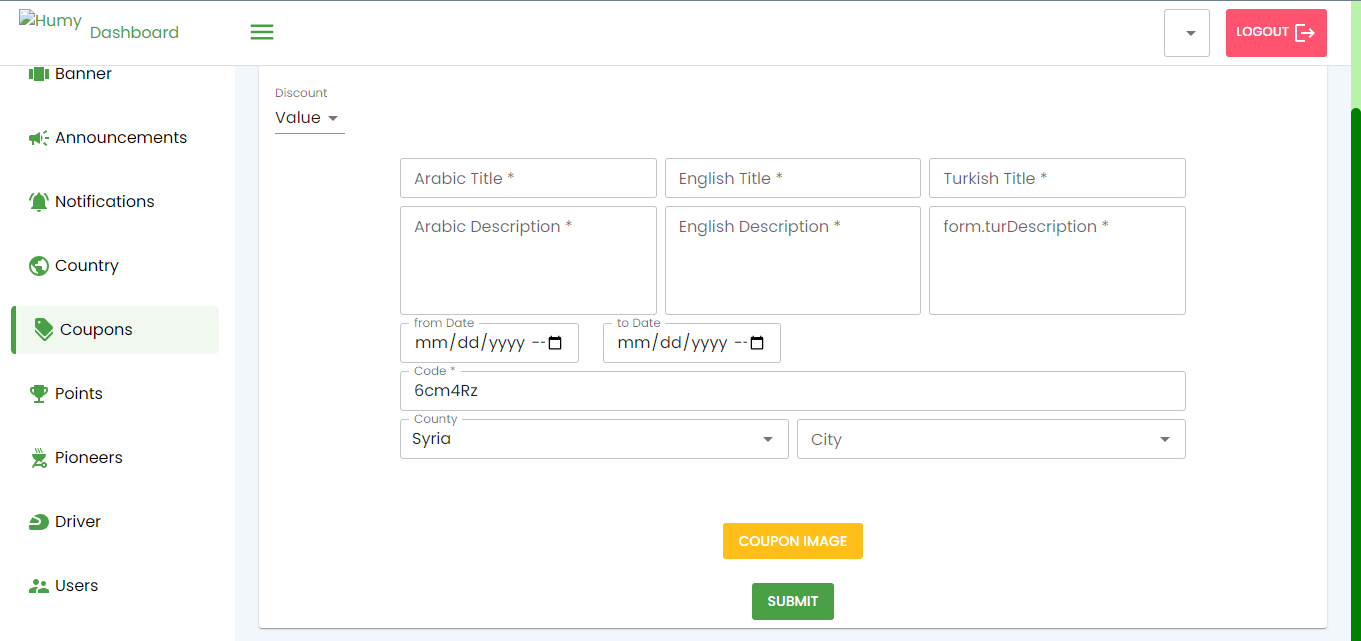 Humy
Dashboard
LOGOUT
Banner
Announcements
Notifications
Country
Coupons
Points
Pioneers
Driver
Users
Discount
Value
Arabic Title *
English Title *
Turkish Title *
Arabic Description *
English Description *
form.turDescription *
from Date
mm/dd/yyyy --
to Date
mm/dd/yyyy --
Code *
6cm4Rz
County
Syria
City
COUPON IMAGE
SUBMIT